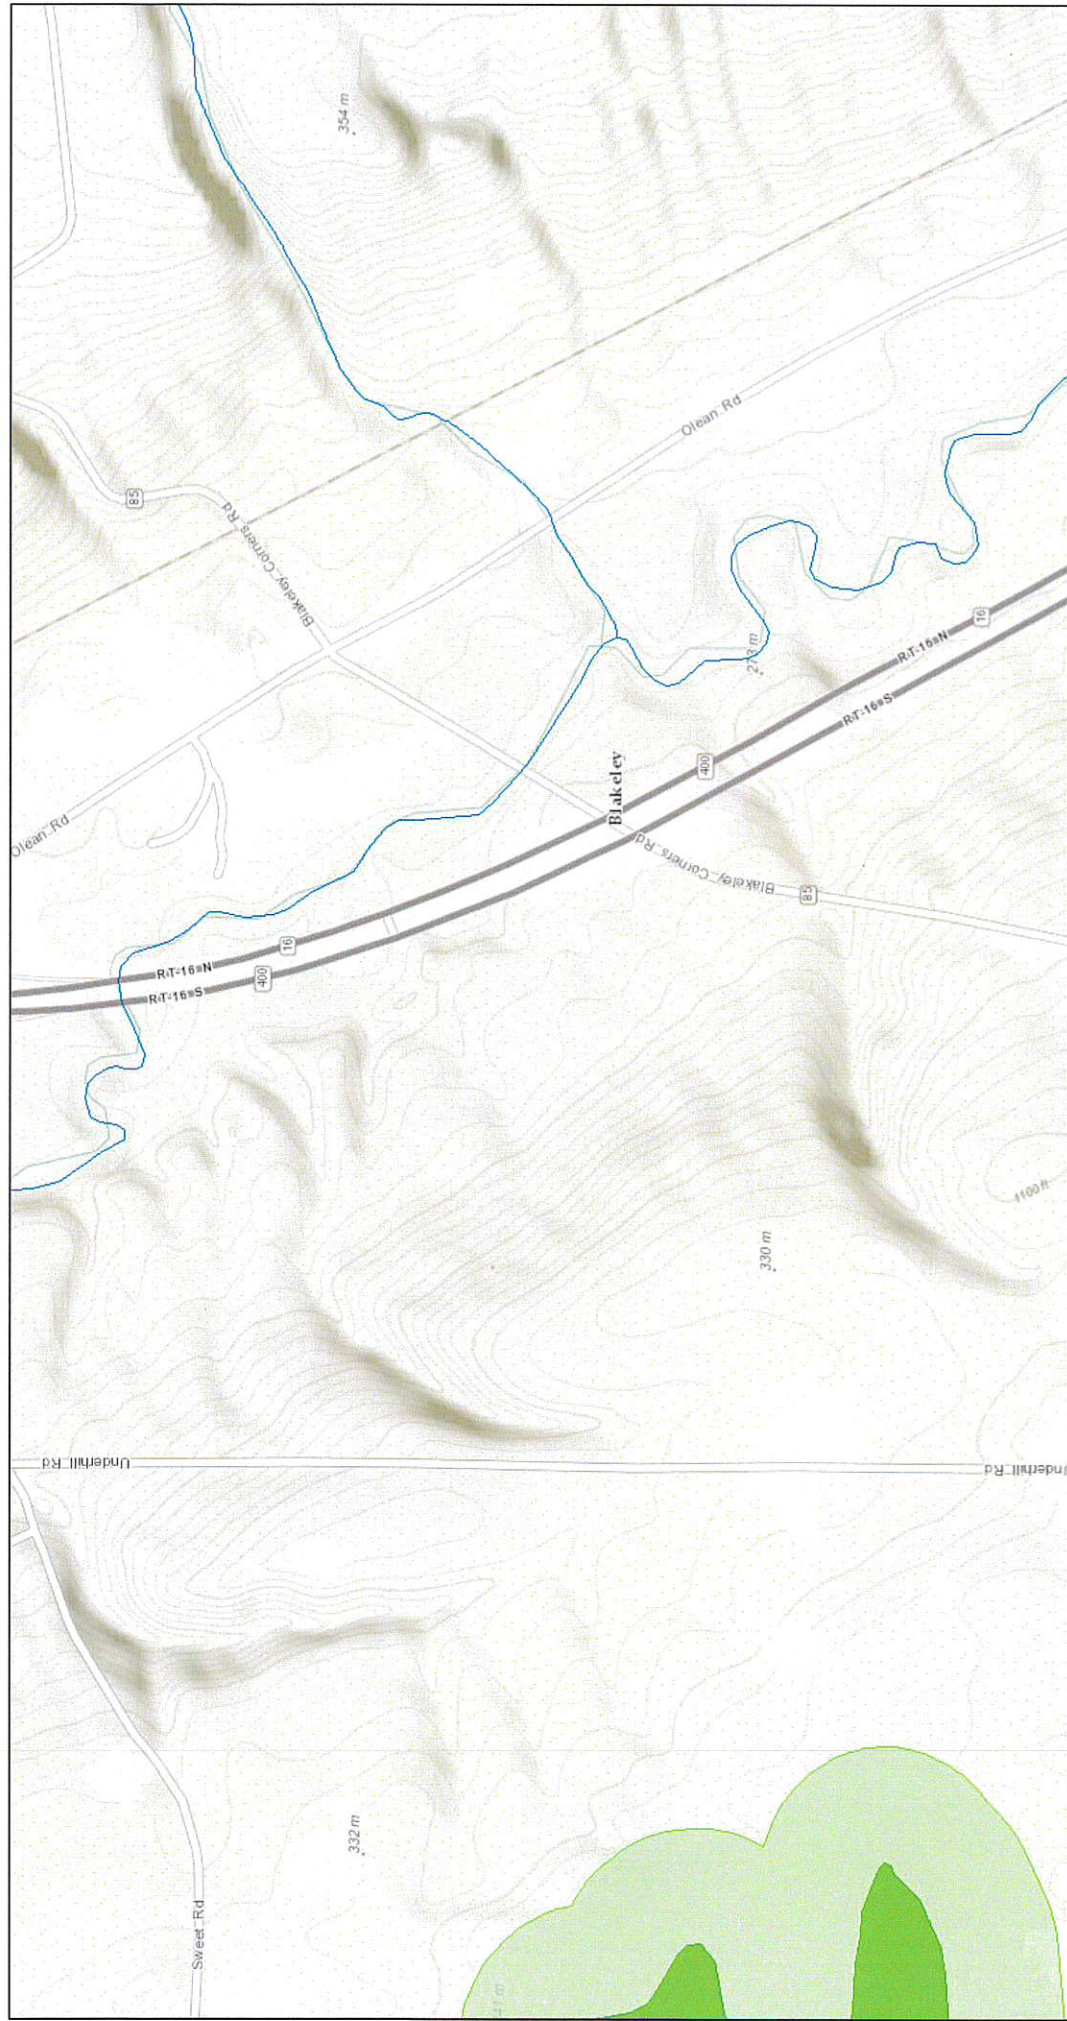 354 m
85
Blakeley Corners Rd
Olean Rd
Olean Rd
273 m
16
RT-16 N
RT-16 S
400
Blakeley
Blakeley Corners Rd
85
16
RT-16 N
400
RT-16 S
1100 ft
330 m
Underhill Rd
Underhill Rd
332 m
Sweet Rd